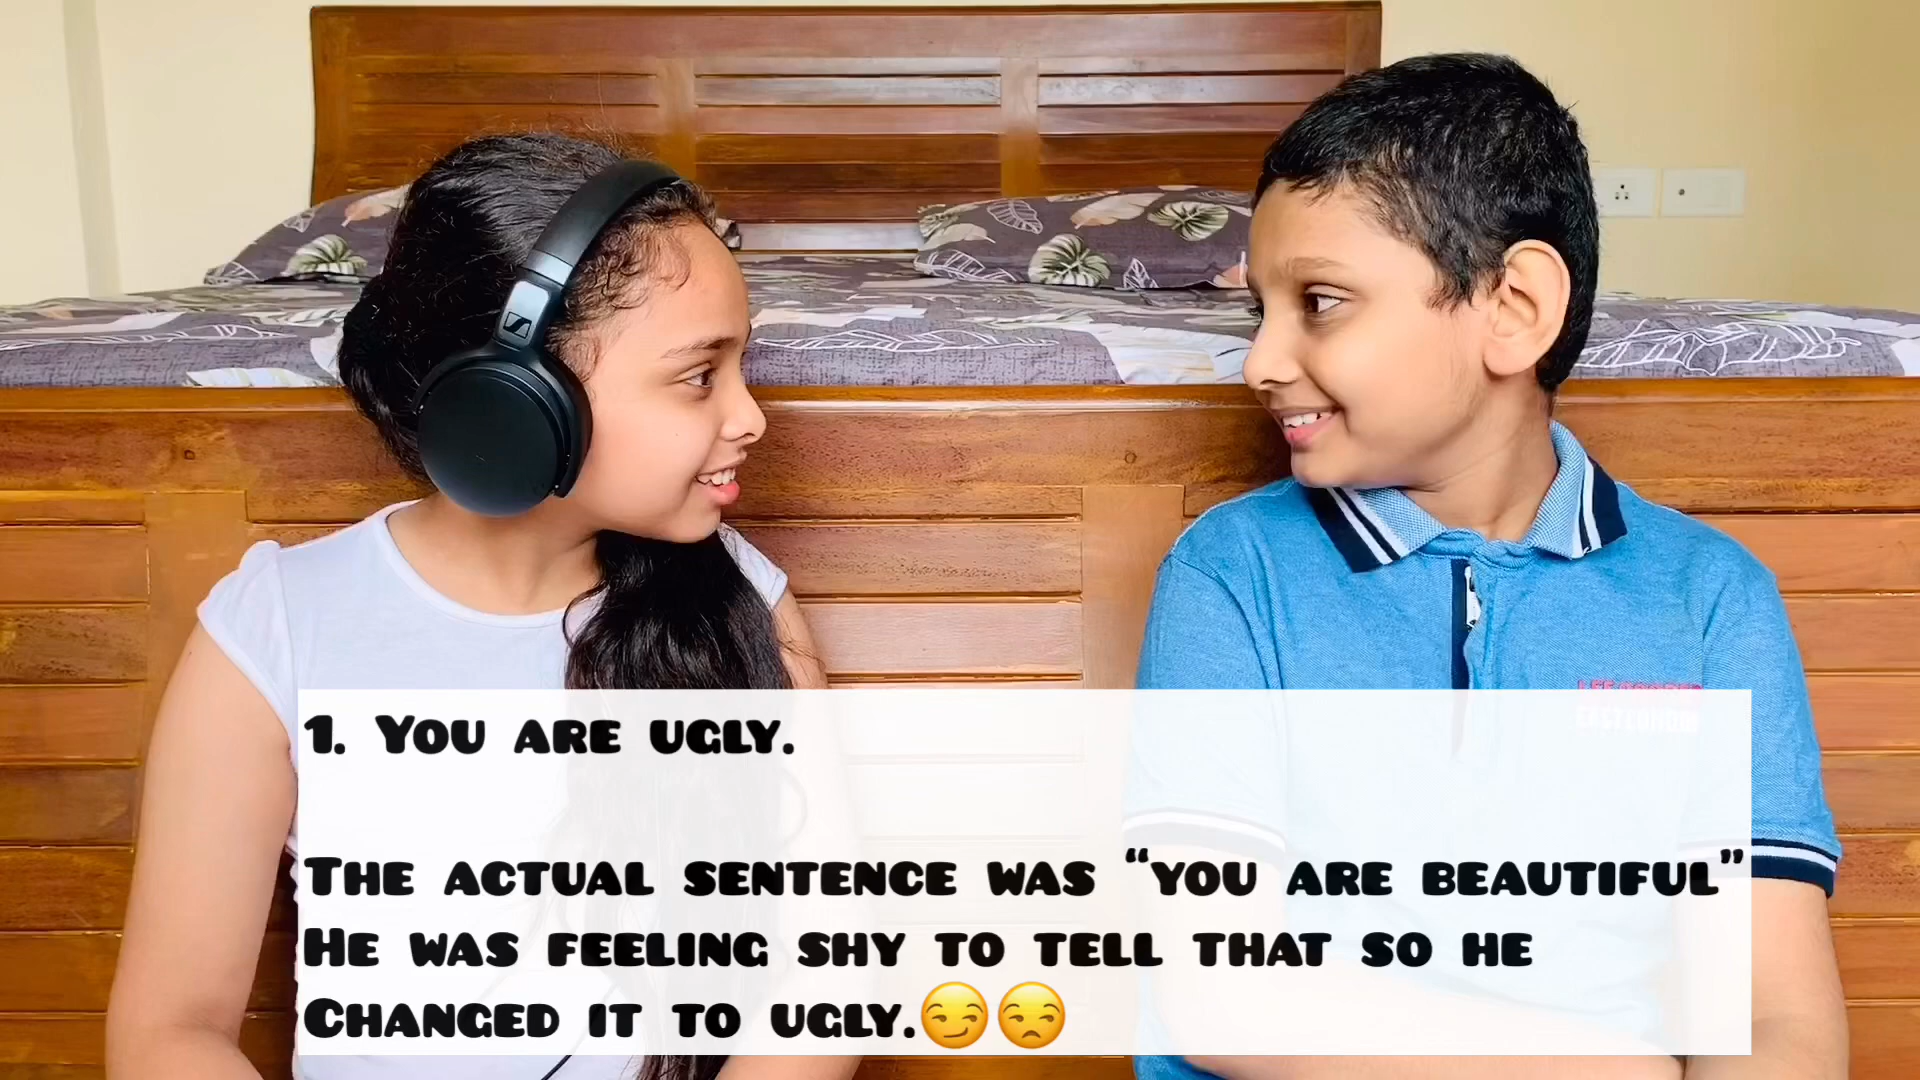 1. You are ugly.
The actual sentence was “you are beautiful”
He was feeling shy to tell that so he
Changed it to ugly.😏😒